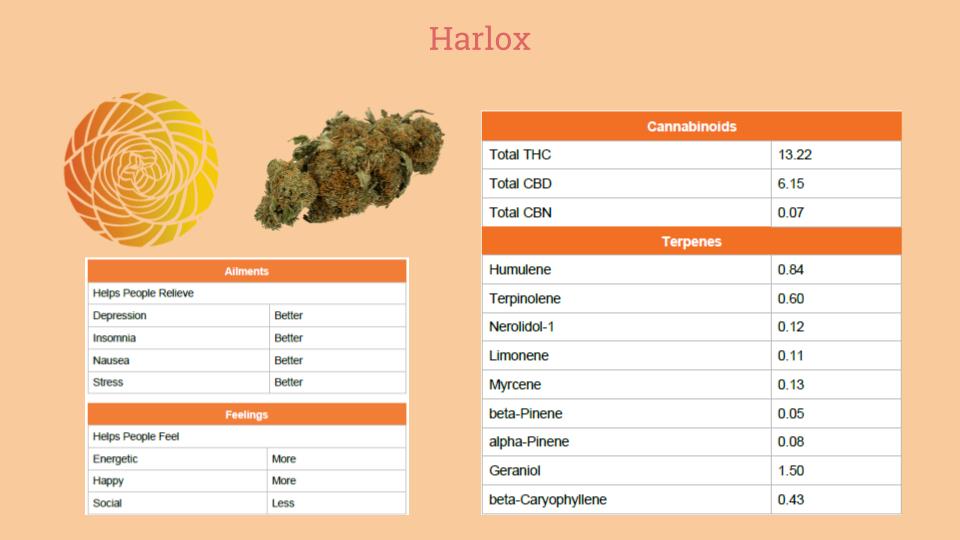 Harlox
Ailments
Helps People Relieve
Depression Better
Insomnia Better
Nausea Better
Stress Better
Feelings
Helps People Feel
Energetic More
Happy More
Social Less
Cannabinoids
Total THC 13.22
Total CBD 6.15
Total CBN 0.07
Terpenes
Humulene 0.84
Terpinolene 0.60
Nerolidol-1 0.12
Limonene 0.11
Myrcene 0.13
beta-Pinene 0.05
alpha-Pinene 0.08
Geraniol 1.50
beta-Caryophyllene 0.43